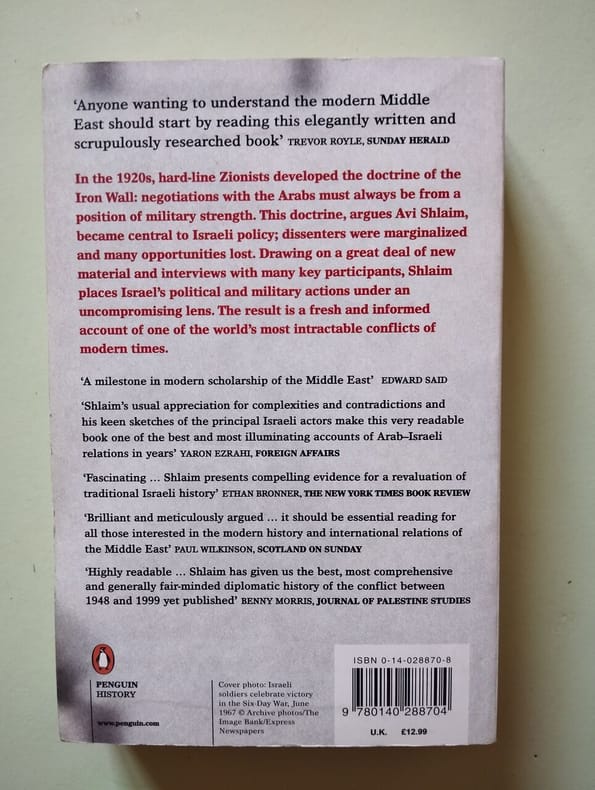 ‘Anyone wanting to understand the modern Middle
East should start by reading this elegantly written and
scrupulously researched book’ TREVOR ROYLE, SUNDAY HERALD
In the 1920s, hard-line Zionists developed the doctrine of the
Iron Wall: negotiations with the Arabs must always be from a
position of military strength. This doctrine, argues Avi Shlaim,
became central to Israeli policy; dissenters were marginalized
and many opportunities lost. Drawing on a great deal of new
material and interviews with many key participants, Shlaim
places Israel’s political and military actions under an
uncompromising lens. The result is a fresh and informed
account of one of the world’s most intractable conflicts of
modern times.
‘A milestone in modern scholarship of the Middle East’ EDWARD SAID
‘Shlaim’s usual appreciation for complexities and contradictions and
his keen sketches of the principal Israeli actors make this very readable
book one of the best and most illuminating accounts of Arab–Israeli
relations in years’ YARON EZRAHI, FOREIGN AFFAIRS
‘Fascinating ... Shlaim presents compelling evidence for a revaluation of
traditional Israeli history’ ETHAN BRONNER, THE NEW YORK TIMES BOOK REVIEW
‘Brilliant and meticulously argued ... it should be essential reading for
all those interested in the modern history and international relations of
the Middle East’ PAUL WILKINSON, SCOTLAND ON SUNDAY
‘Highly readable ... Shlaim has given us the best, most comprehensive
and generally fair-minded diplomatic history of the conflict between
1948 and 1999 yet published’ BENNY MORRIS, JOURNAL OF PALESTINE STUDIES
PENGUIN
HISTORY
www.penguin.com
Cover photo: Israeli
soldiers celebrate victory
in the Six-Day War, June
1967 © Archive photos/The
Image Bank/Express
Newspapers
ISBN 0-14-028870-8
9 780140 288704
U.K. £12.99